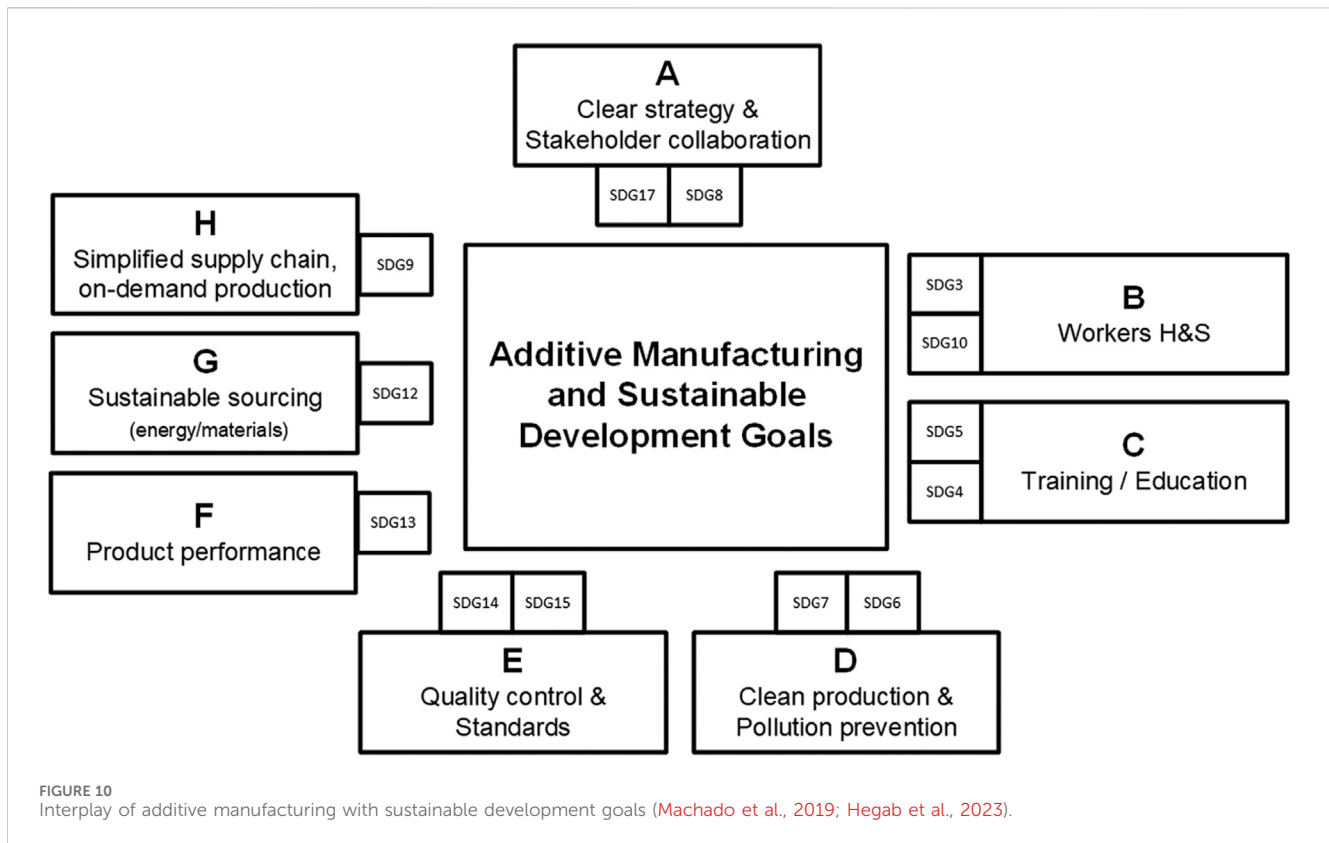 A
Clear strategy &
Stakeholder collaboration
SDG17 SDG8
H
Simplified supply chain,
on-demand production
SDG9
G
Sustainable sourcing
(energy/materials)
SDG12
F
Product performance
SDG13
Additive Manufacturing
and Sustainable
Development Goals
SDG3
SDG10
B
Workers H&S
SDG5
SDG4
C
Training / Education
SDG14 SDG15
E
Quality control &
Standards
SDG7 SDG6
D
Clean production &
Pollution prevention
FIGURE 10
Interplay of additive manufacturing with sustainable development goals (Machado et al., 2019; Hegab et al., 2023).